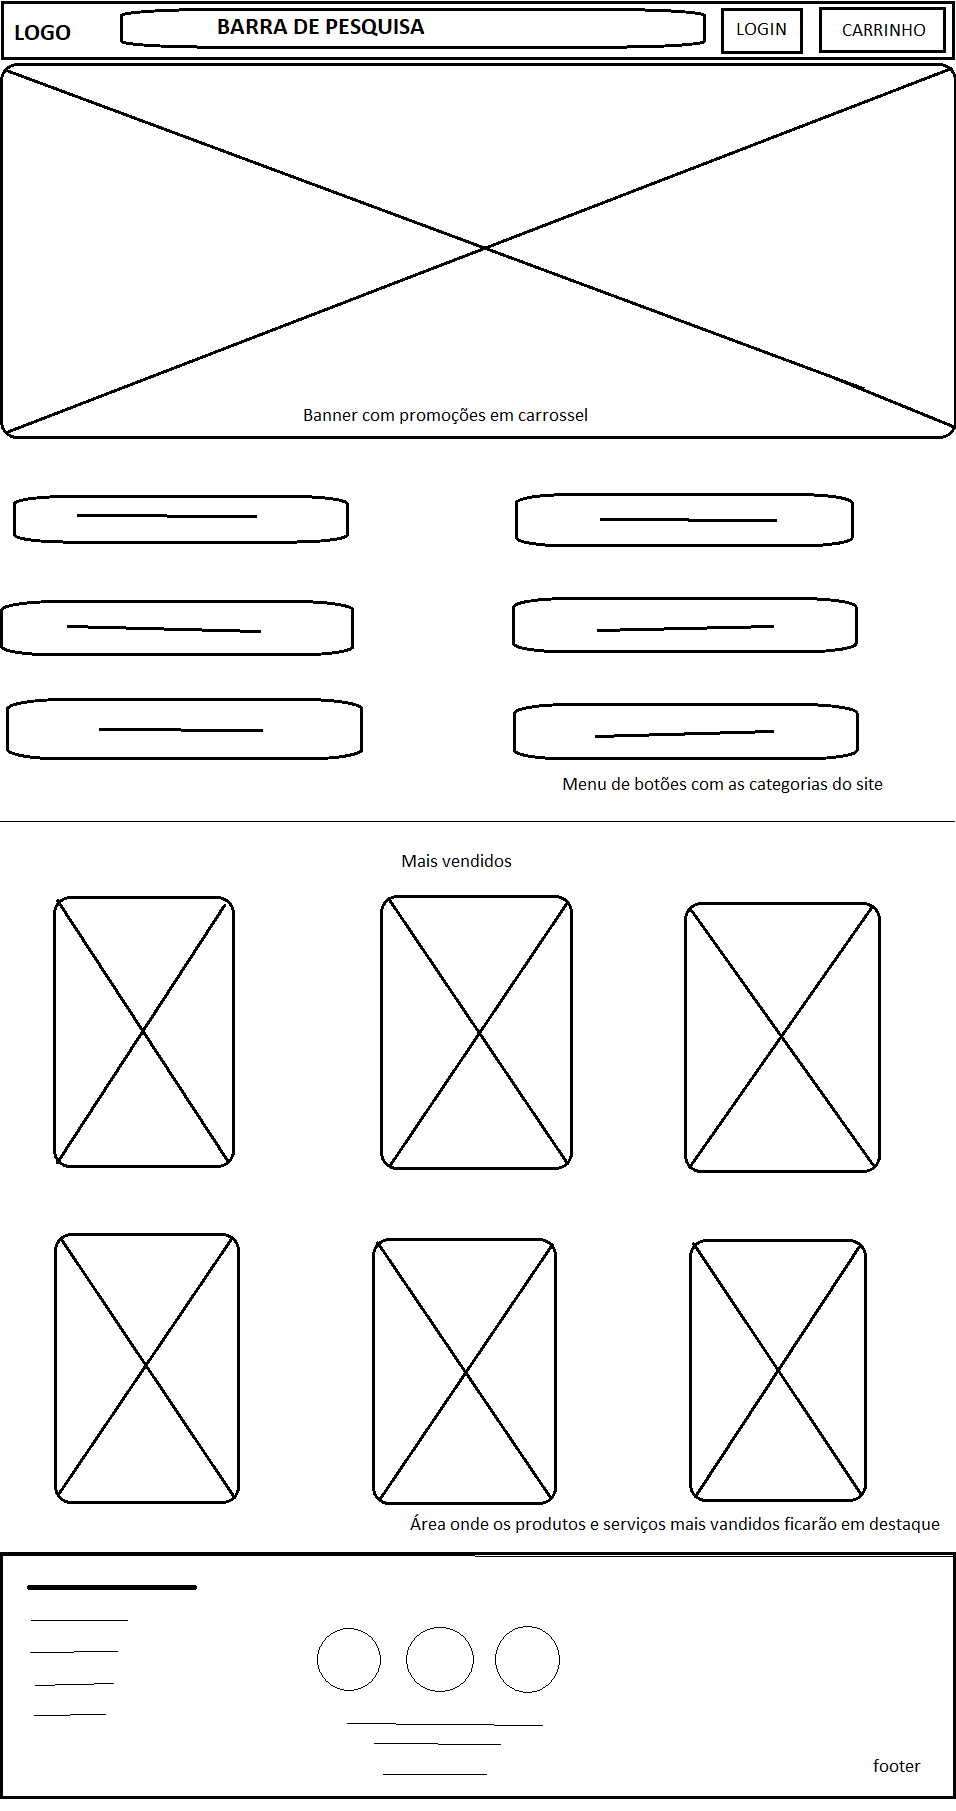 LOGO
BARRA DE PESQUISA
LOGIN
CARRINHO
Banner com promoções em carrossel
Menu de botões com as categorias do site
Mais vendidos
Área onde os produtos e serviços mais vandidos ficarão em destaque
footer